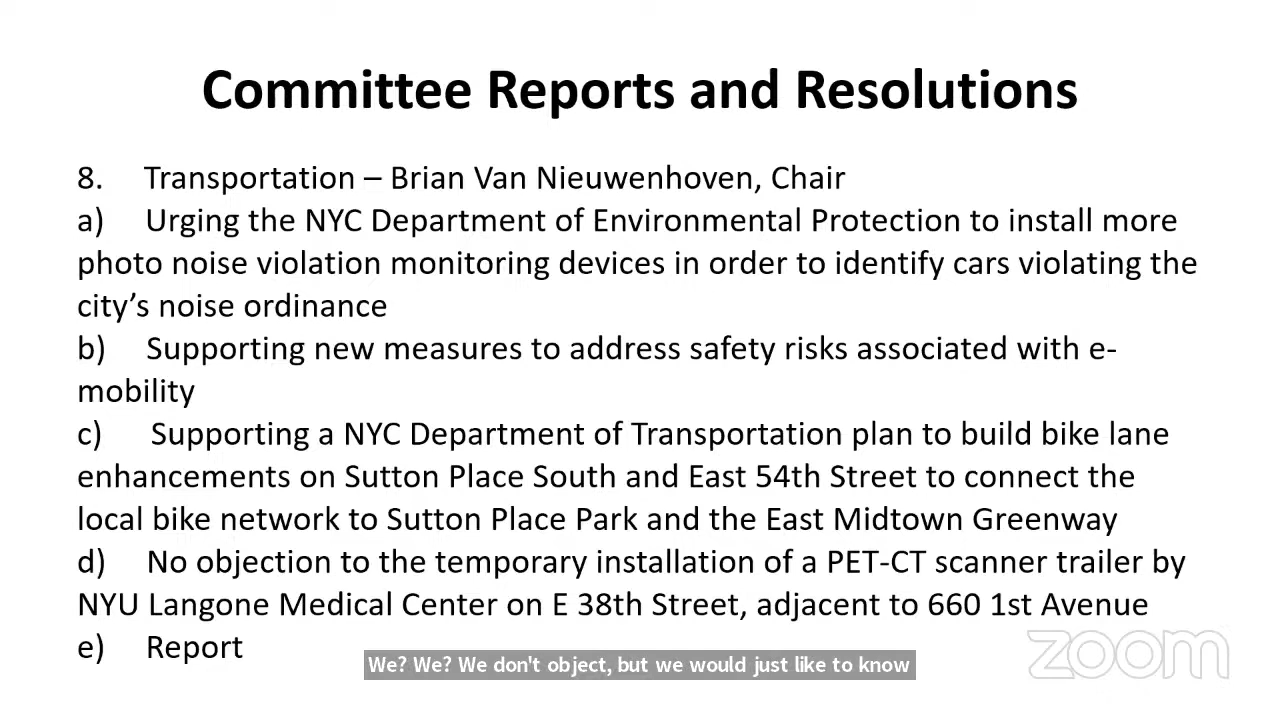 Committee Reports and Resolutions
8. Transportation – Brian Van Nieuwenhoven, Chair
a) Urging the NYC Department of Environmental Protection to install more
photo noise violation monitoring devices in order to identify cars violating the
city’s noise ordinance
b) Supporting new measures to address safety risks associated with e-
mobility
c) Supporting a NYC Department of Transportation plan to build bike lane
enhancements on Sutton Place South and East 54th Street to connect the
local bike network to Sutton Place Park and the East Midtown Greenway
d) No objection to the temporary installation of a PET-CT scanner trailer by
NYU Langone Medical Center on E 38th Street, adjacent to 660 1st Avenue
e) Report
We? We? We don't object, but we would just like to know
zoom